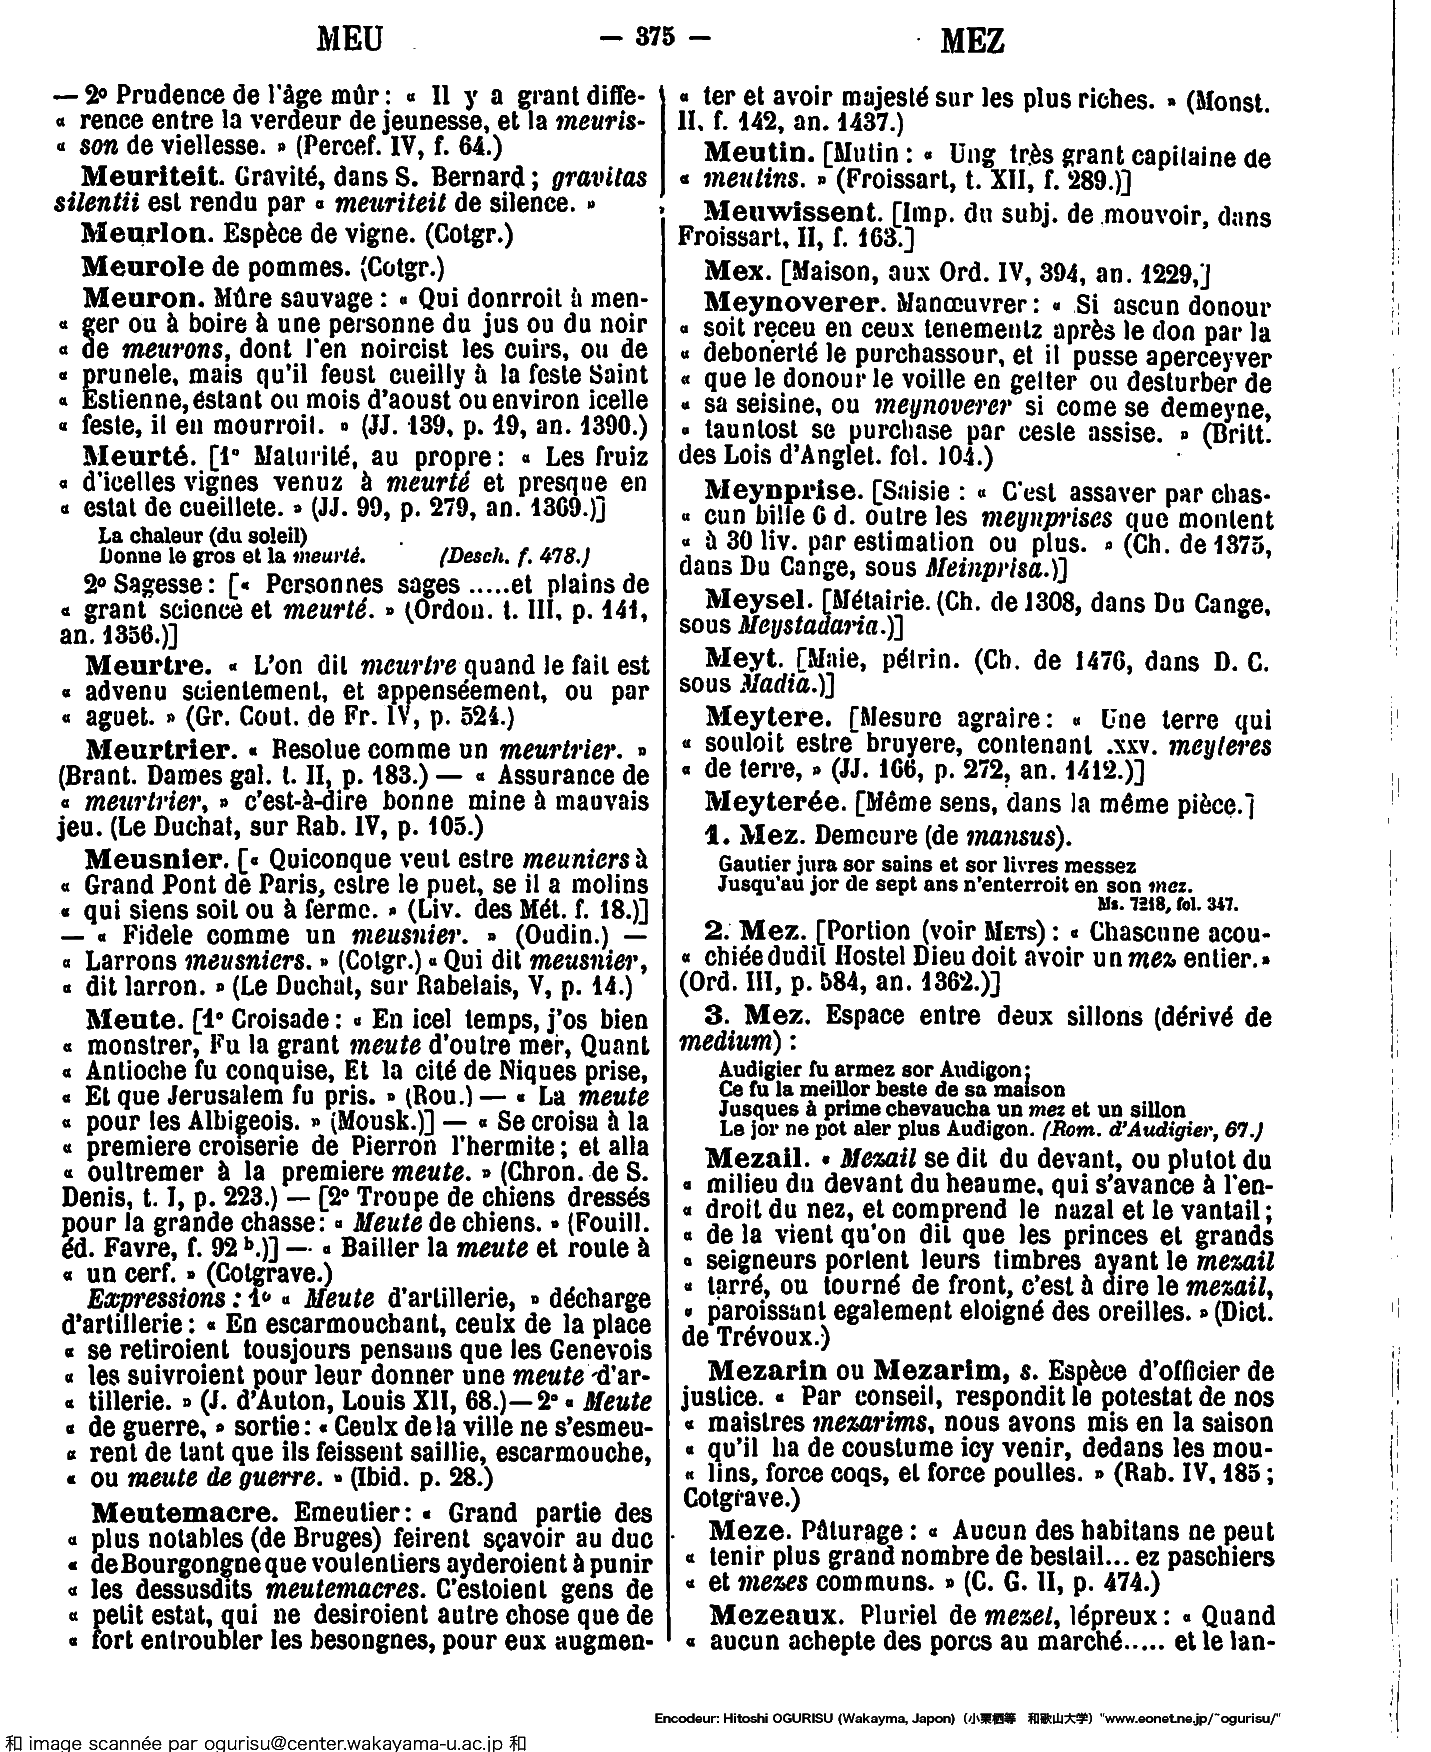 MEU — 375 — MEZ
— 2º Prudence de l'âge mûr : « Il y a grant diffe-
« rence entre la verdeur de jeunesse, et la meuris-
« son de viellesse. » (Percef. IV, f. 64.)
Meuriteit. Gravité, dans S. Bernard ; gravitas
silentii est rendu par « meuriteit de silence. »
Meurlon. Espèce de vigne. (Cotgr.)
Meurole de pommes. (Cotgr.)
Meuron. Mûre sauvage : « Qui donrroit à men-
« ger ou à boire à une personne du jus ou du noir
« de meurons, dont l'en noircist les cuirs, ou de
« prunele, mais qu'il feust cueilly à la feste Saint
« Estienne, estant ou mois d'aoust ou environ icelle
« feste, il en mourroit. » (JJ. 139, p. 19, an. 1390.)
Meurté. [1º Maturité, au propre : « Les fruiz
« d'icelles vignes venuz à meurté et presque en
« estat de cueillete. » (JJ. 99, p. 279, an. 1369.)]
La chaleur (du soleil)
Donne le gros et la meurté. (Desch. f. 478.)
2º Sagesse : [« Personnes sages .....et plains de
« grant science et meurté. » (Ordon. t. III, p. 141,
an. 1356.)]
Meurtre. « L'on dit meurtre quand le fait est
« advenu scientement, et appenséement, ou par
« aguet. » (Gr. Cout. de Fr. IV, p. 524.)
Meurtrier. « Resolue comme un meurtrier. »
(Brant. Dames gal. t. II, p. 183.) — « Assurance de
« meurtrier, » c'est-à-dire bonne mine à mauvais
jeu. (Le Duchat, sur Rab. IV, p. 105.)
Meusnier. [« Quiconque veut estre meuniers à
« Grand Pont de Paris, estre le puet, se il a molins
« qui siens soit ou à ferme. » (Liv. des Mét. f. 18.)]
— « Fidele comme un meusnier. » (Oudin.) —
« Larrons meusniers. » (Cotgr.) « Qui dit meusnier,
« dit larron. » (Le Duchat, sur Rabelais, V, p. 14.)
Meute. [1º Croisade : « En icel temps, j'os bien
« monstrer, Fu la grant meute d'outre mer, Quant
« Antioche fu conquise, Et la cité de Niques prise,
« Et que Jerusalem fu pris. » (Rou.) — « La meute
« pour les Albigeois. » (Mousk.)] — « Se croisa à la
« premiere croiserie de Pierron l'hermite ; et alla
« oultremer à la premiere meute. » (Chron. de S.
Denis, t. I, p. 223.) — [2º Troupe de chiens dressés
pour la grande chasse : « Meute de chiens. » (Fouill.
éd. Favre, f. 92 b.)] — « Bailler la meute et route à
« un cerf. » (Cotgrave.)
Expressions : 1º « Meute d'artillerie, » décharge
d'artillerie : « En escarmouchant, ceulx de la place
« se retiroient tousjours pensans que les Genevois
« les suivroient pour leur donner une meute d'ar-
« tillerie. » (J. d'Auton, Louis XII, 68.) — 2º « Meute
« de guerre, » sortie : « Ceulx de la ville ne s'esmeu-
« rent de tant que ils feissent saillie, escarmouche,
« ou meute de guerre. » (Ibid. p. 28.)
Meutemacre. Emeutier : « Grand partie des
« plus notables (de Bruges) feirent sçavoir au duc
« de Bourgongne que voulentiers ayderoient à punir
« les dessusdits meutemacres. C'estoient gens de
« petit estat, qui ne desiroient autre chose que de
« fort entroubler les besongnes, pour eux augmen-
« ter et avoir majesté sur les plus riches. » (Monst.
II, f. 142, an. 1437.)
Meutin. [Mutin : « Ung très grant capitaine de
« meutins. » (Froissart, t. XII, f. 289.)]
Meuwissent. [Imp. du subj. de mouvoir, dans
Froissart, II, f. 163.]
Mex. [Maison, aux Ord. IV, 394, an. 1229,]
Meynoverer. Manœuvrer : « Si ascun donour
« soit reçeu en ceux tenementz après le don par la
« debonerté le purchassour, et il pusse aperceyver
« que le donour le voille en getter ou desturber de
« sa seisine, ou meynoverer si come se demeyne,
« tauntost se purchase par ceste assise. » (Britt.
des Lois d'Anglet. fol. 104.)
Meynprise. [Saisie : « C'est assaver par chas-
« cun bille 6 d. outre les meynprises que montent
« à 30 liv. par estimation ou plus. » (Ch. de 1375,
dans Du Cange, sous Meinprisa.)]
Meysel. [Métairie. (Ch. de 1308, dans Du Cange,
sous Meystadaria.)]
Meyt. [Maie, pétrin. (Ch. de 1476, dans D. C.
sous Madia.)]
Meytere. [Mesure agraire : « Une terre qui
« souloit estre bruyere, contenant .xxv. meyteres
« de terre, » (JJ. 166, p. 272, an. 1412.)]
Meyterée. [Même sens, dans la même pièce.]
1. Mez. Demeure (de mansus).
Gautier jura sor sains et sor livres messez
Jusqu'au jor de sept ans n'enterroit en son mez.
Ms. 7218, fol. 347.
2. Mez. [Portion (voir METS) : « Chascune acou-
« chiée dudit Hostel Dieu doit avoir un mez entier. »
(Ord. III, p. 584, an. 1362.)]
3. Mez. Espace entre deux sillons (dérivé de
medium) :
Audigier fu armez sor Audigon ;
Ce fu la meillor beste de sa maison
Jusques à prime chevaucha un mez et un sillon
Le jor ne pot aler plus Audigon. (Rom. d'Audigier, 67.)
Mezail. « Mezail se dit du devant, ou plutot du
« milieu du devant du heaume, qui s'avance à l'en-
« droit du nez, et comprend le nazal et le vantail ;
« de la vient qu'on dit que les princes et grands
« seigneurs portent leurs timbres ayant le mezail
« tarré, ou tourné de front, c'est à dire le mezail,
« paroissant egalement eloigné des oreilles. » (Dict.
de Trévoux.)
Mezarin ou Mezarim, s. Espèce d'officier de
justice. « Par conseil, respondit le potestat de nos
« maistres mezarims, nous avons mis en la saison
« qu'il ha de coustume icy venir, dedans les mou-
« lins, force coqs, et force poulles. » (Rab. IV, 185 ;
Cotgrave.)
Meze. Pâturage : « Aucun des habitans ne peut
« tenir plus grand nombre de bestail... ez paschiers
« et mezes communs. » (C. G. II, p. 474.)
Mezeaux. Pluriel de mezel, lépreux : « Quand
« aucun achepte des porcs au marché..... et le lan-
Encodeur: Hitoshi OGURISU (Wakayma, Japon) (小栗栖等 和歌山大学) "www.eonet.ne.jp/~ogurisu/"
和 image scannée par ogurisu@center.wakayama-u.ac.jp 和